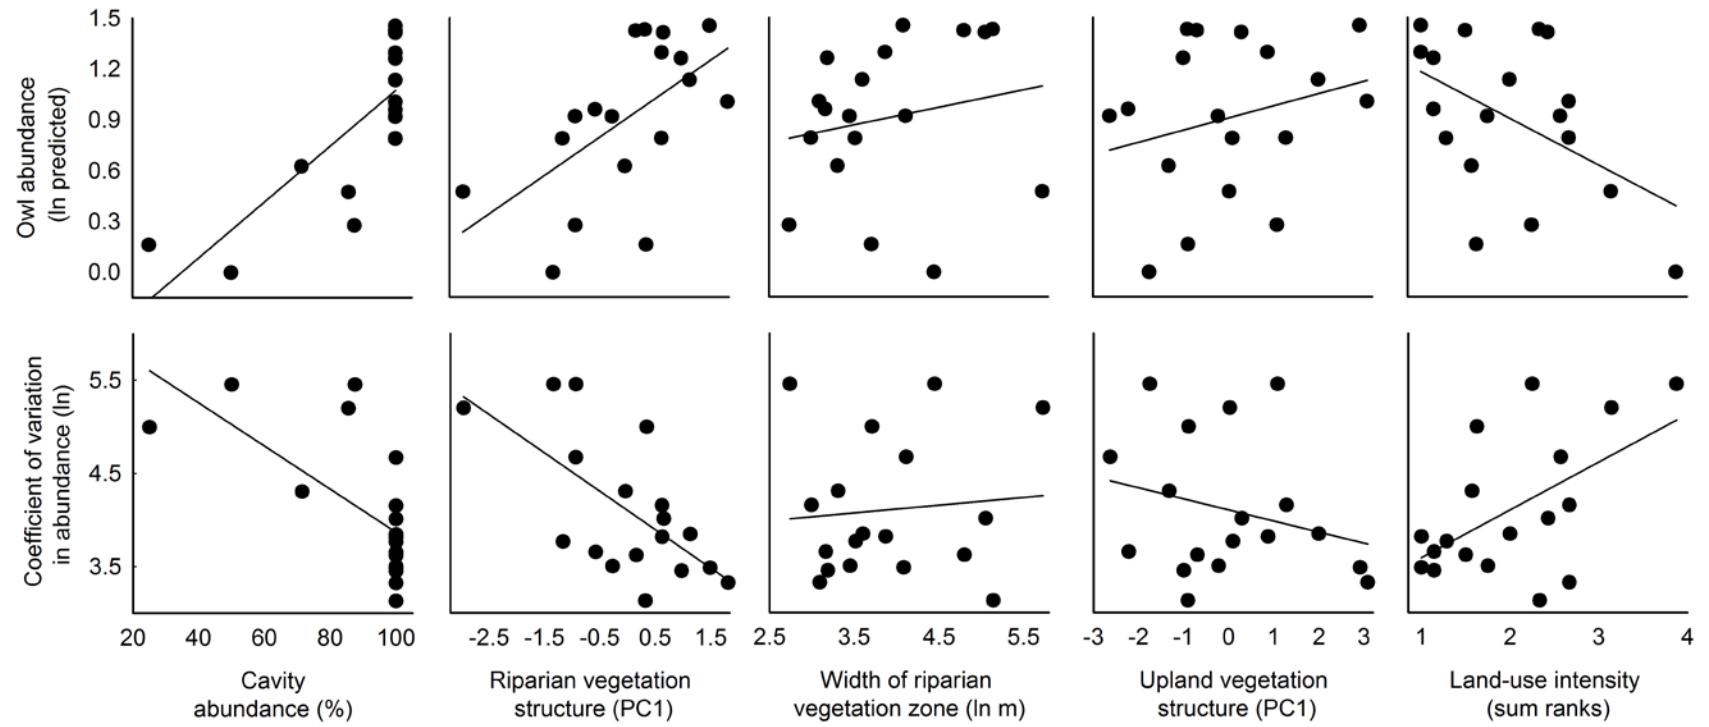 Owl abundance
(ln predicted)
1.5
1.2
0.9
0.6
0.3
0.0
Coefficient of variation
in abundance (ln)
5.5
4.5
3.5
20 40 60 80 100
-2.5 -1.5 -0.5 0.5 1.5
2.5 3.5 4.5 5.5
-3 -2 -1 0 1 2 3
1 2 3 4
Cavity
abundance (%)
Riparian vegetation
structure (PC1)
Width of riparian
vegetation zone (ln m)
Upland vegetation
structure (PC1)
Land-use intensity
(sum ranks)